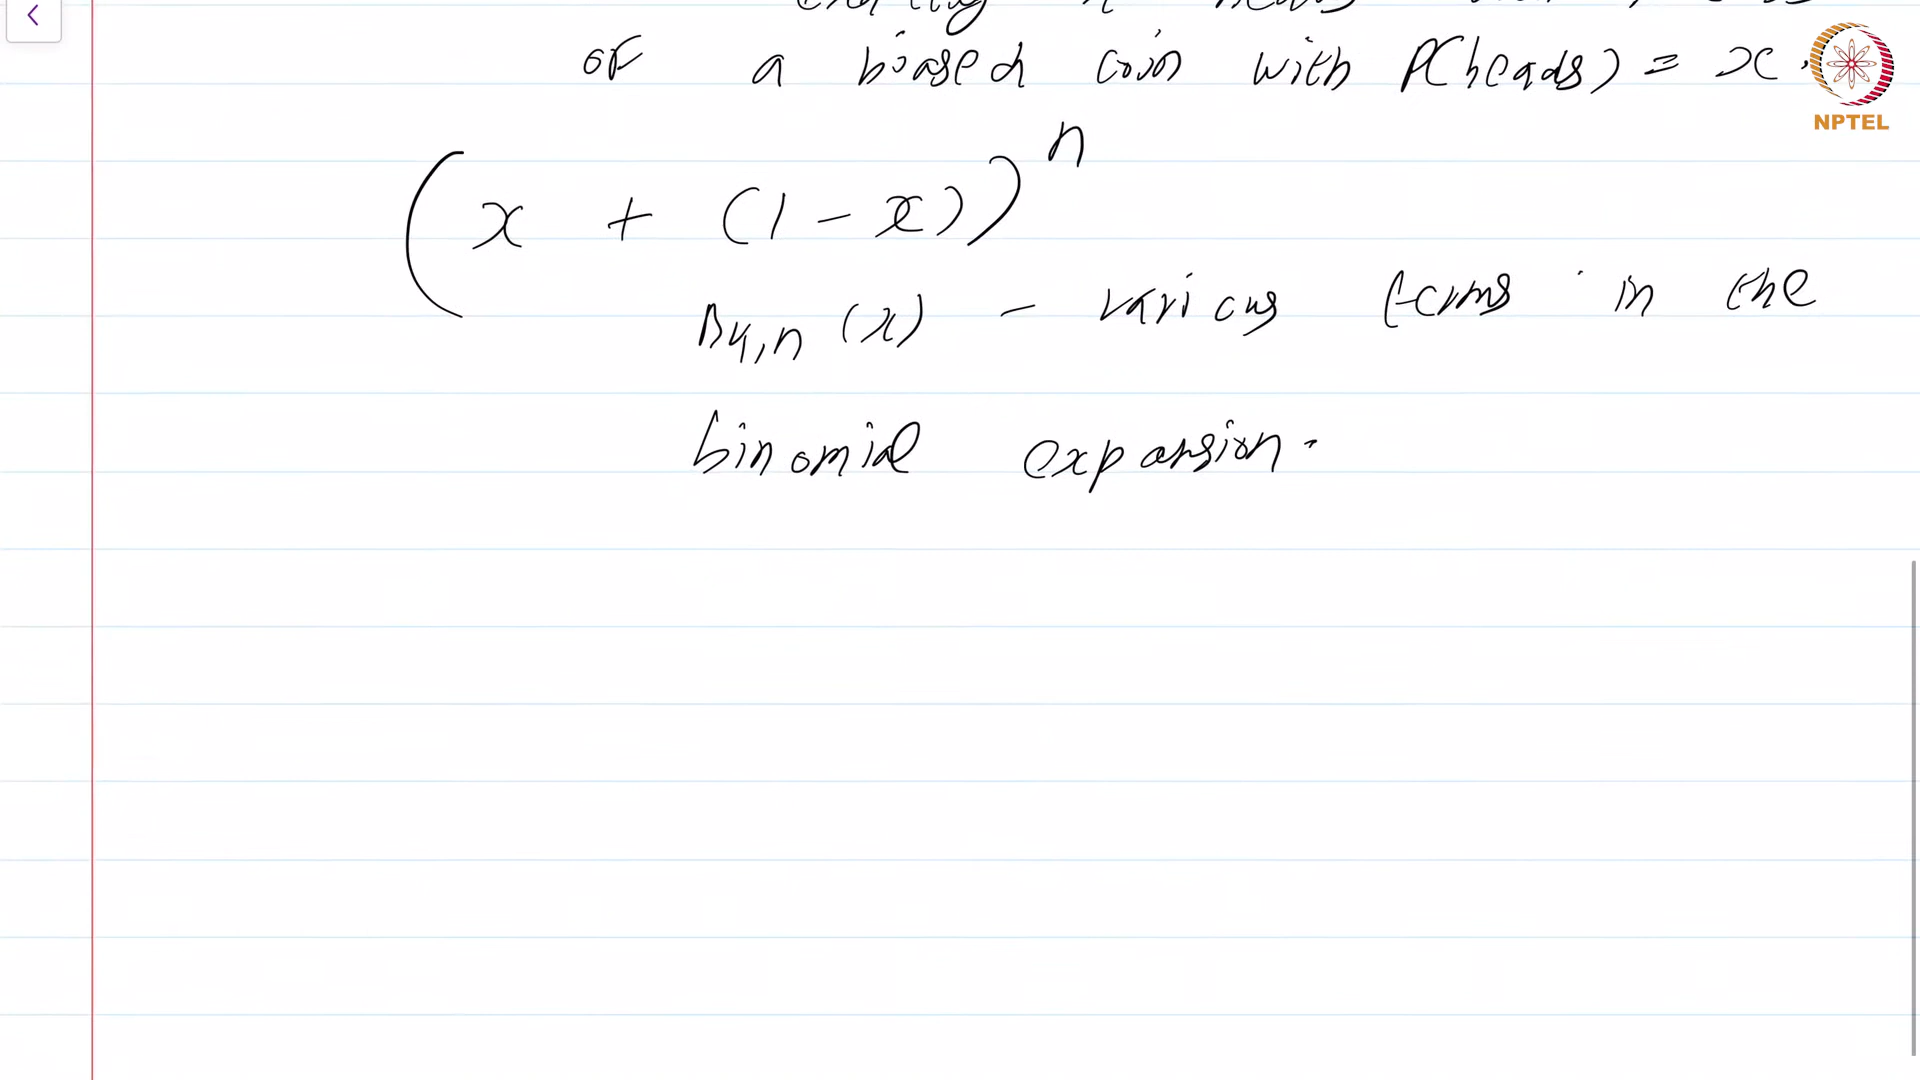 of a biased coin with P(heads) = x.
NPTEL
(x + (1 - x))^n
B_{k,n}(x) - various terms in the
binomial expansion.